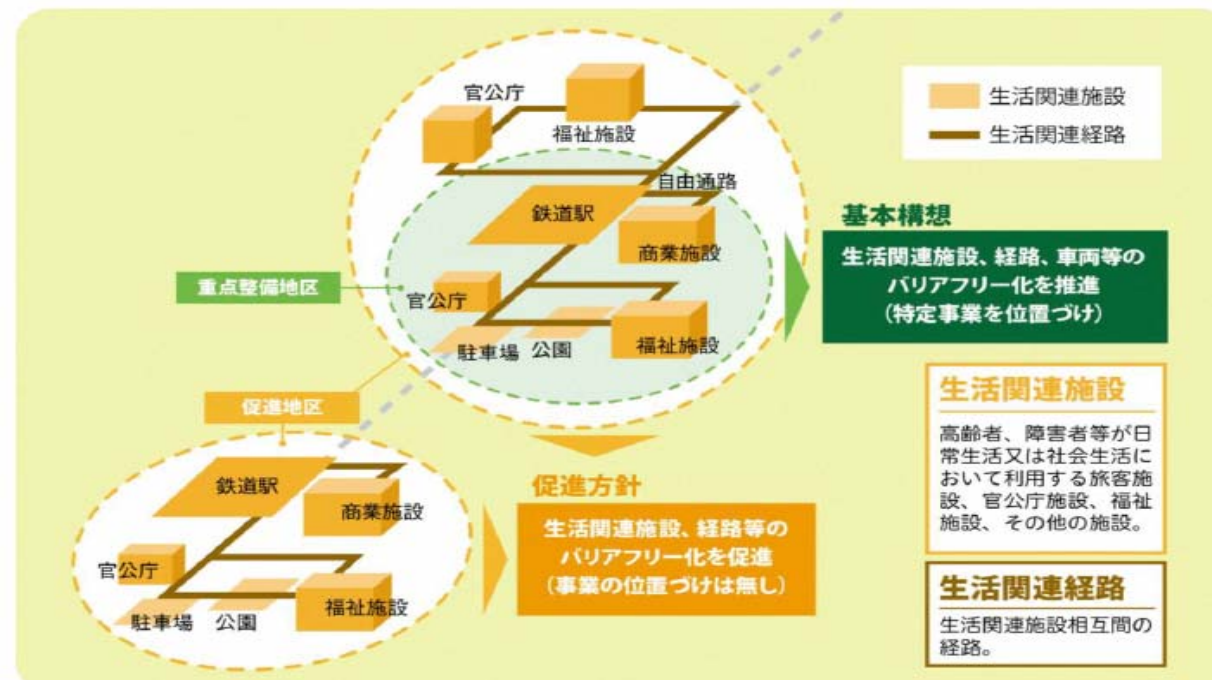 官公庁
福祉施設
自由通路
鉄道駅
商業施設
重点整備地区
官公庁
駐車場
公園
福祉施設
促進地区
鉄道駅
商業施設
官公庁
駐車場
公園
福祉施設
生活関連施設
生活関連経路
基本構想
生活関連施設、経路、車両等の
バリアフリー化を推進
(特定事業を位置づけ)
促進方針
生活関連施設、経路等の
バリアフリー化を促進
(事業の位置づけは無し)
生活関連施設
高齢者、障害者等が日
常生活又は社会生活に
おいて利用する旅客施
設、官公庁施設、福祉
施設、その他の施設。
生活関連経路
生活関連施設相互間の
経路。